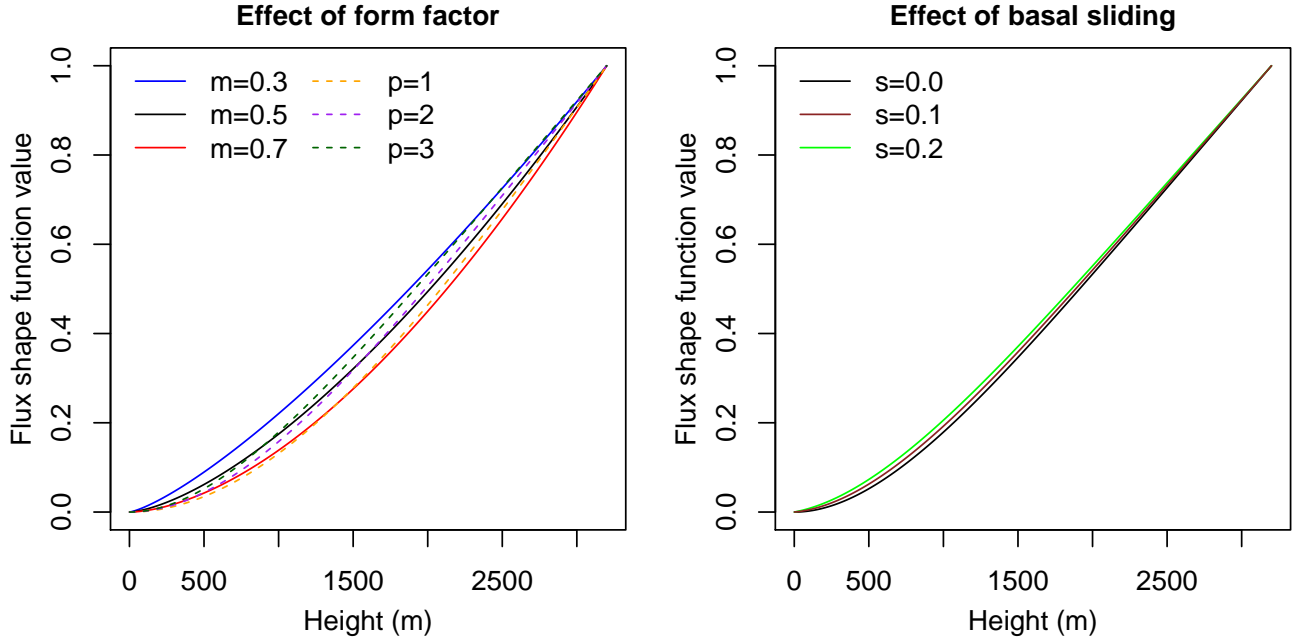 Effect of form factor
Flux shape function value
1.0
0.8
0.6
0.4
0.2
0.0
m=0.3 p=1
m=0.5 p=2
m=0.7 p=3
0 500 1500 2500
Height (m)
Effect of basal sliding
Flux shape function value
1.0
0.8
0.6
0.4
0.2
0.0
s=0.0
s=0.1
s=0.2
0 500 1500 2500
Height (m)